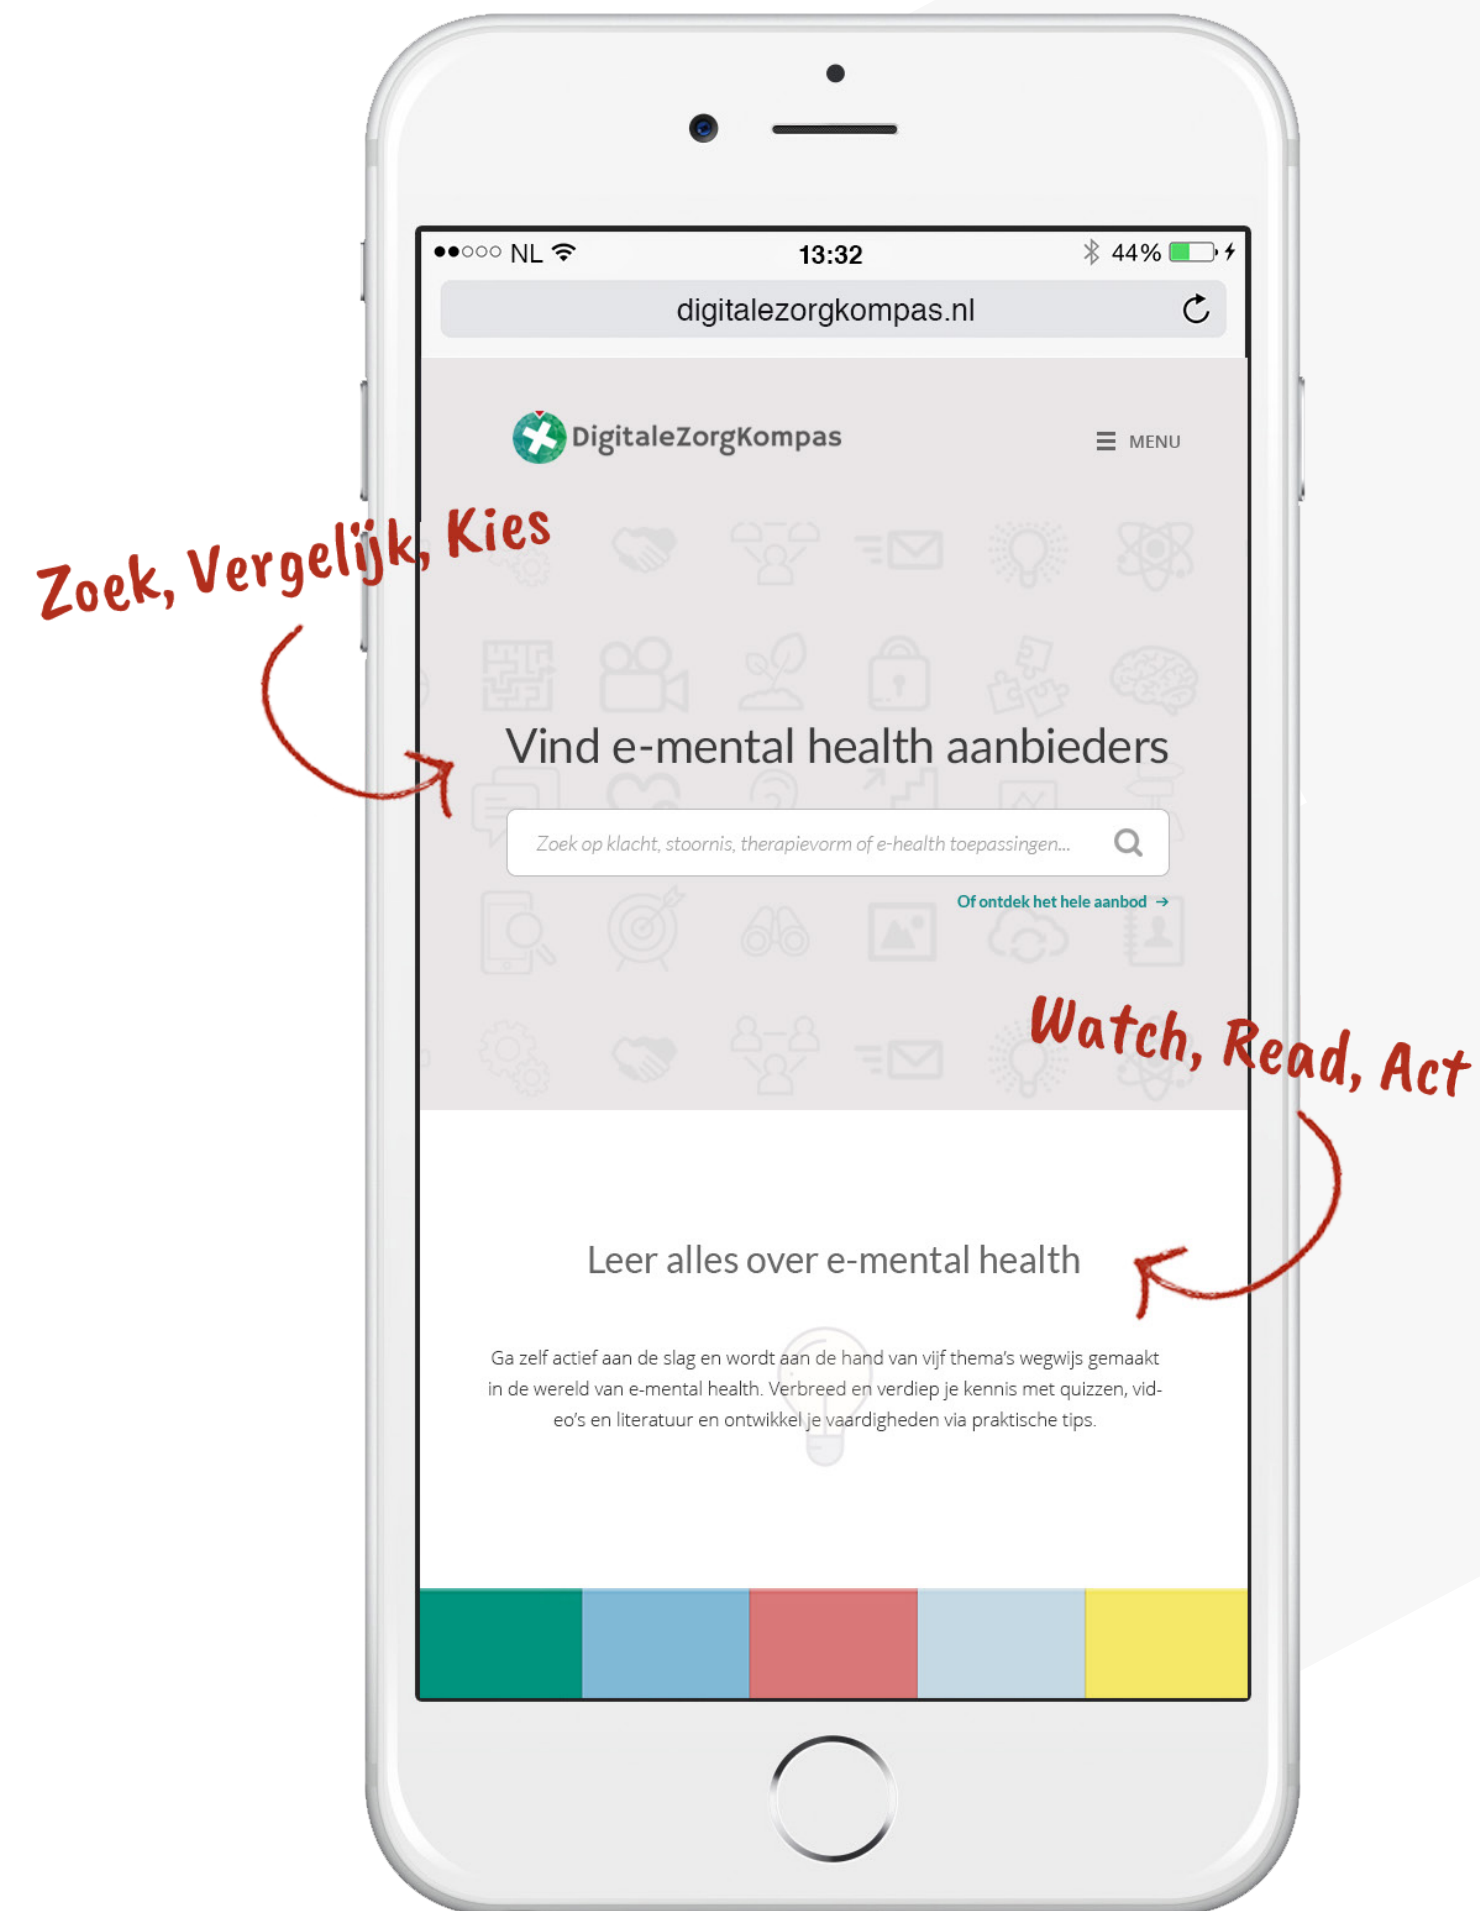 NL 13:32 44%
digitalezorgkompas.nl
DigitaleZorgKompas MENU
Zoek, Vergelijk, Kies
Vind e-mental health aanbieders
Zoek op klacht, stoornis, therapievorm of e-health toepassingen...
Of ontdek het hele aanbod →
Watch, Read, Act
Leer alles over e-mental health
Ga zelf actief aan de slag en wordt aan de hand van vijf thema's wegwijs gemaakt
in de wereld van e-mental health. Verbreed en verdiep je kennis met quizzen, vid-
eo's en literatuur en ontwikkel je vaardigheden via praktische tips.